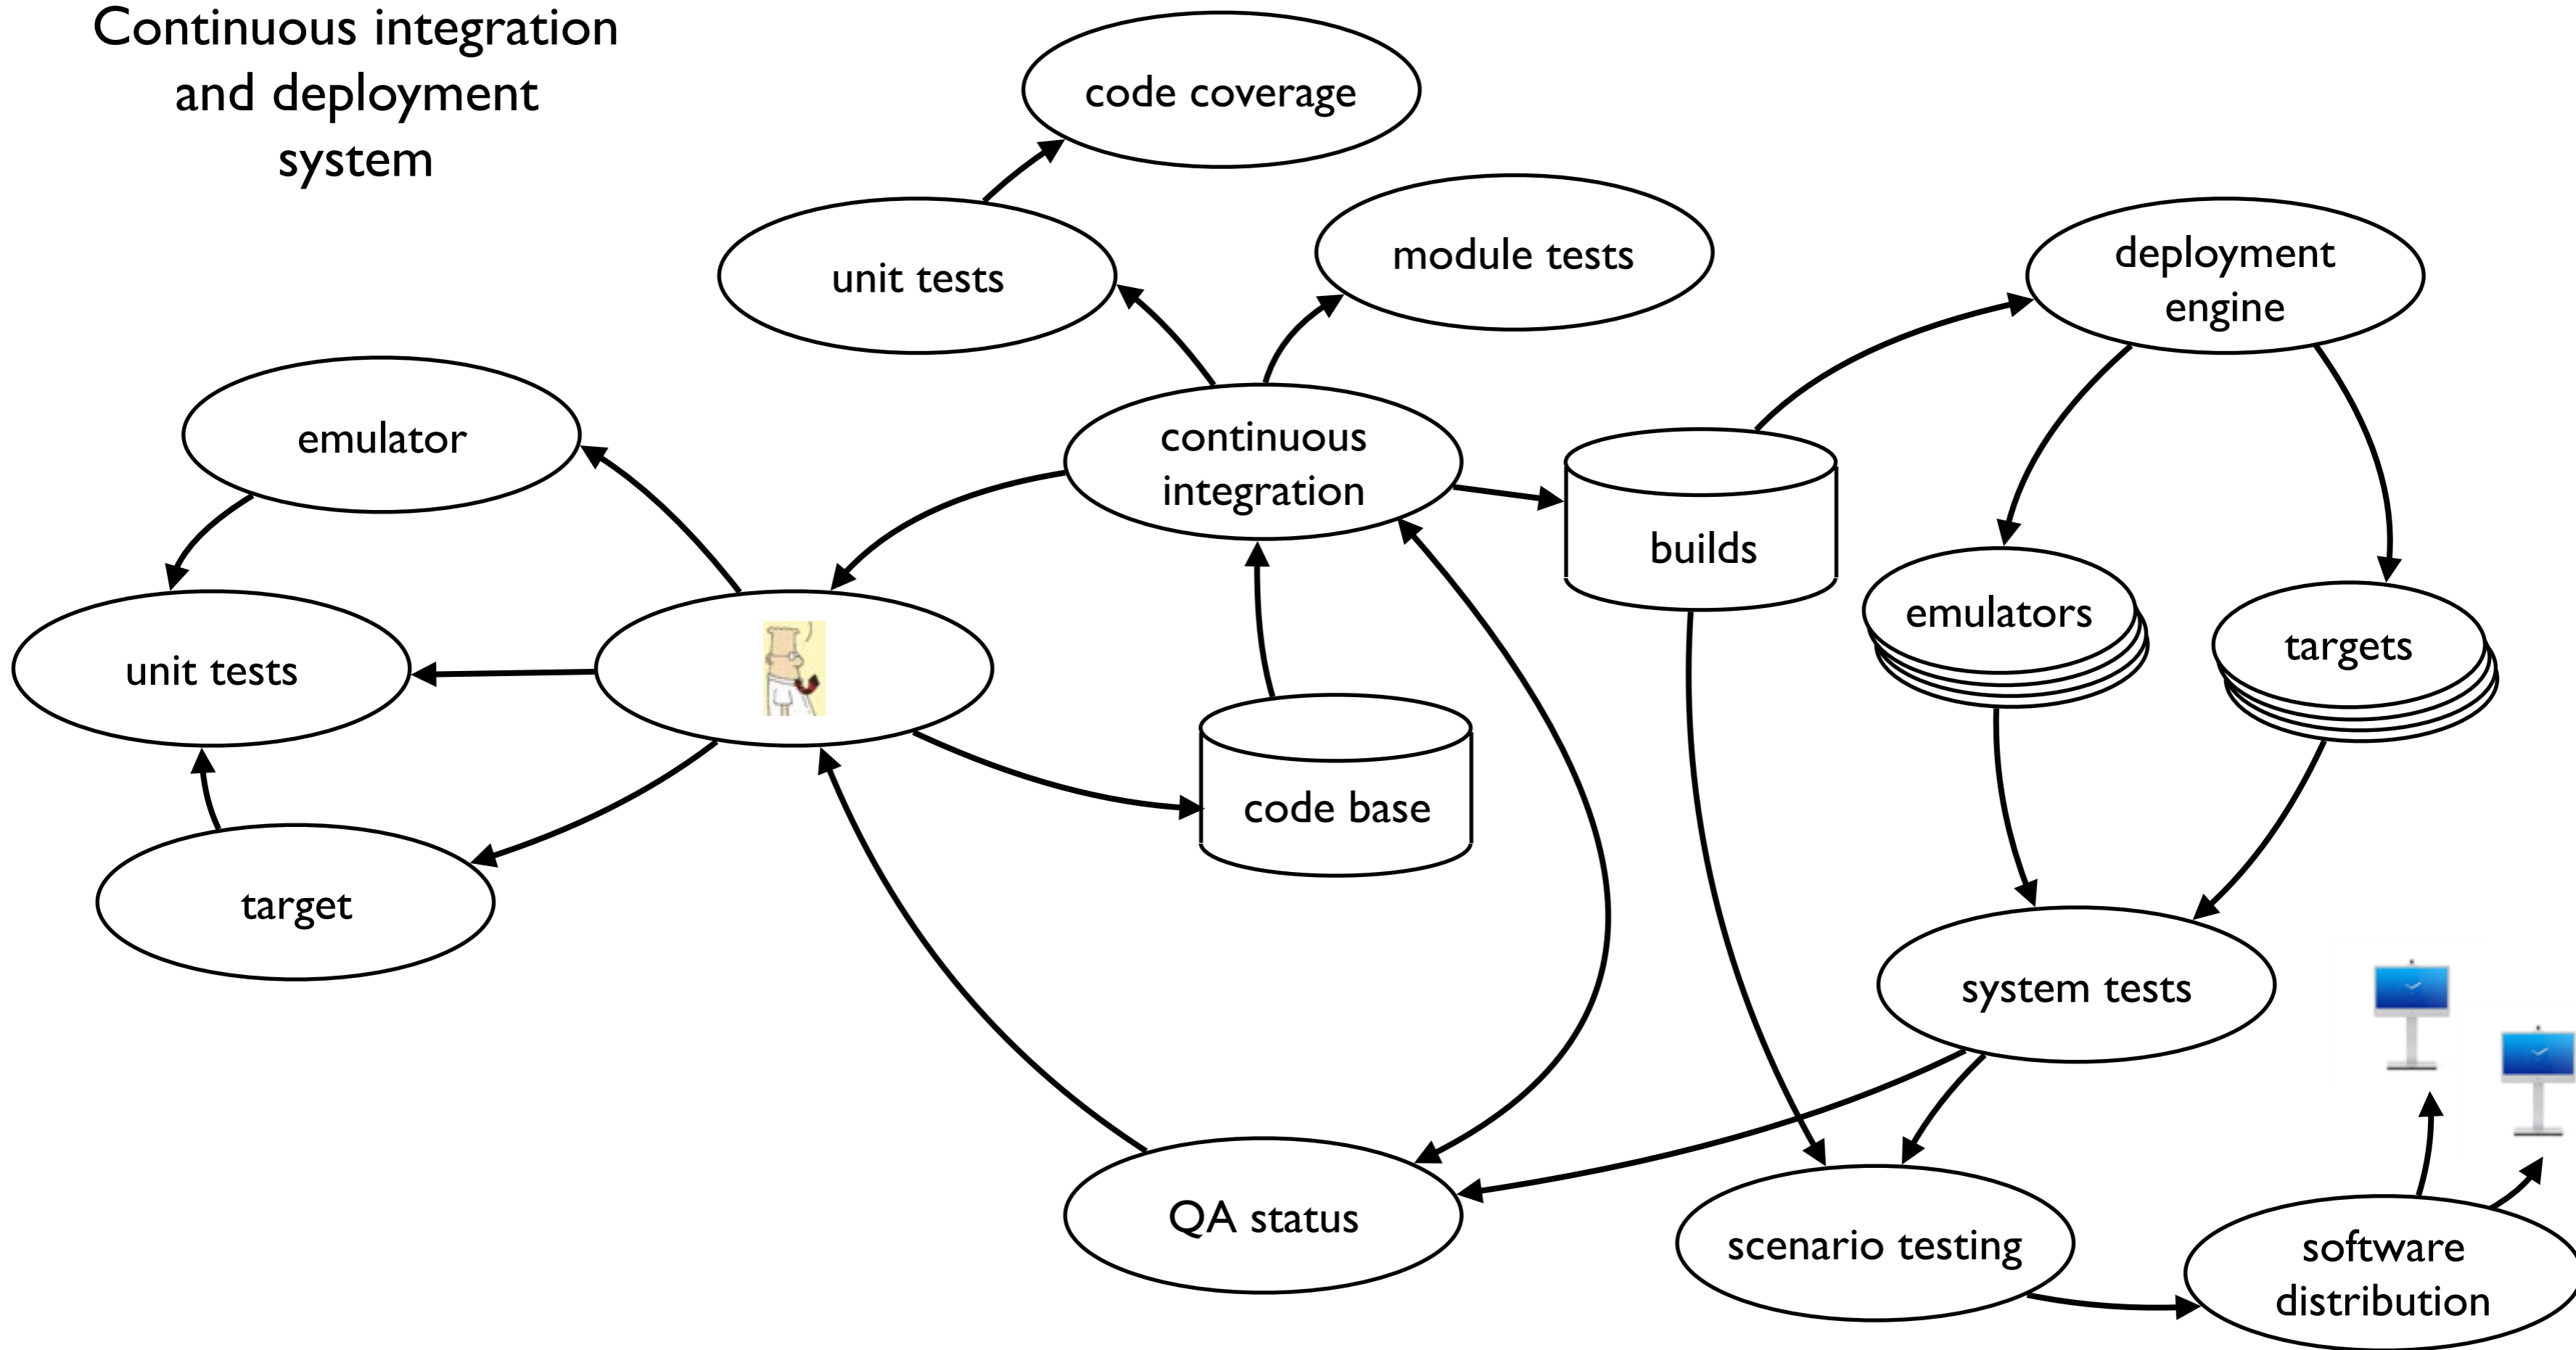 Continuous integration
and deployment
system
code coverage
unit tests
module tests
deployment
engine
emulator
continuous
integration
builds
emulators
targets
unit tests
code base
target
system tests
QA status
scenario testing
software
distribution